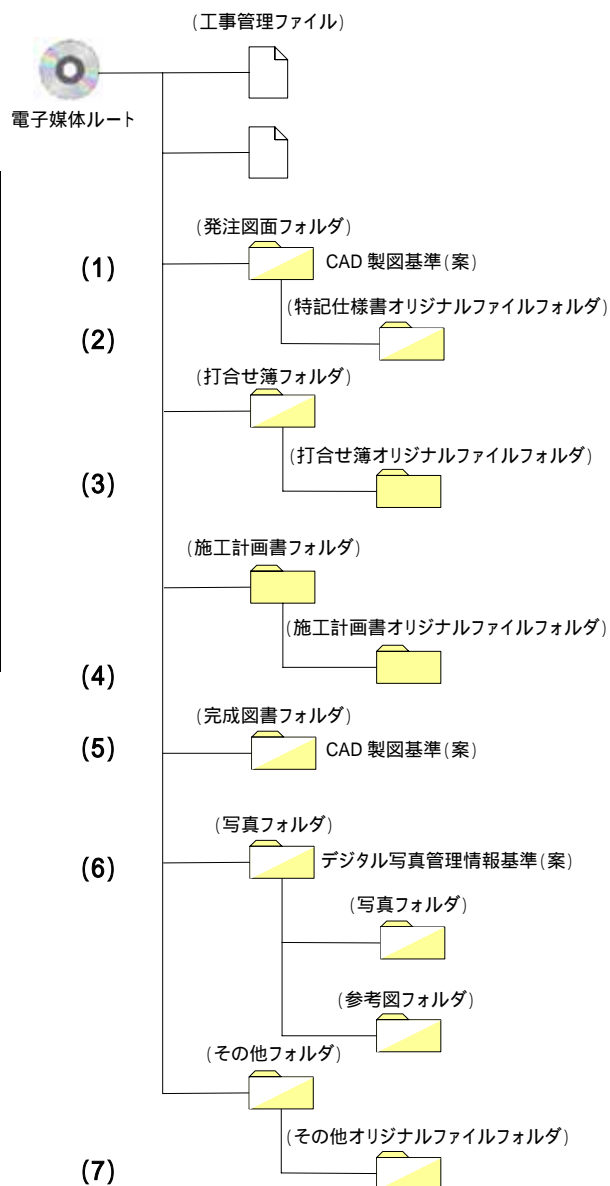 (工事管理ファイル)
電子媒体ルート
(発注図面フォルダ)
(1)
CAD 製図基準(案)
(特記仕様書オリジナルファイルフォルダ)
(2)
(打合せ簿フォルダ)
(打合せ簿オリジナルファイルフォルダ)
(3)
(施工計画書フォルダ)
(施工計画書オリジナルファイルフォルダ)
(4)
(完成図書フォルダ)
(5)
CAD 製図基準(案)
(写真フォルダ)
(6)
デジタル写真管理情報基準(案)
(写真フォルダ)
(参考図フォルダ)
(その他フォルダ)
(その他オリジナルファイルフォルダ)
(7)